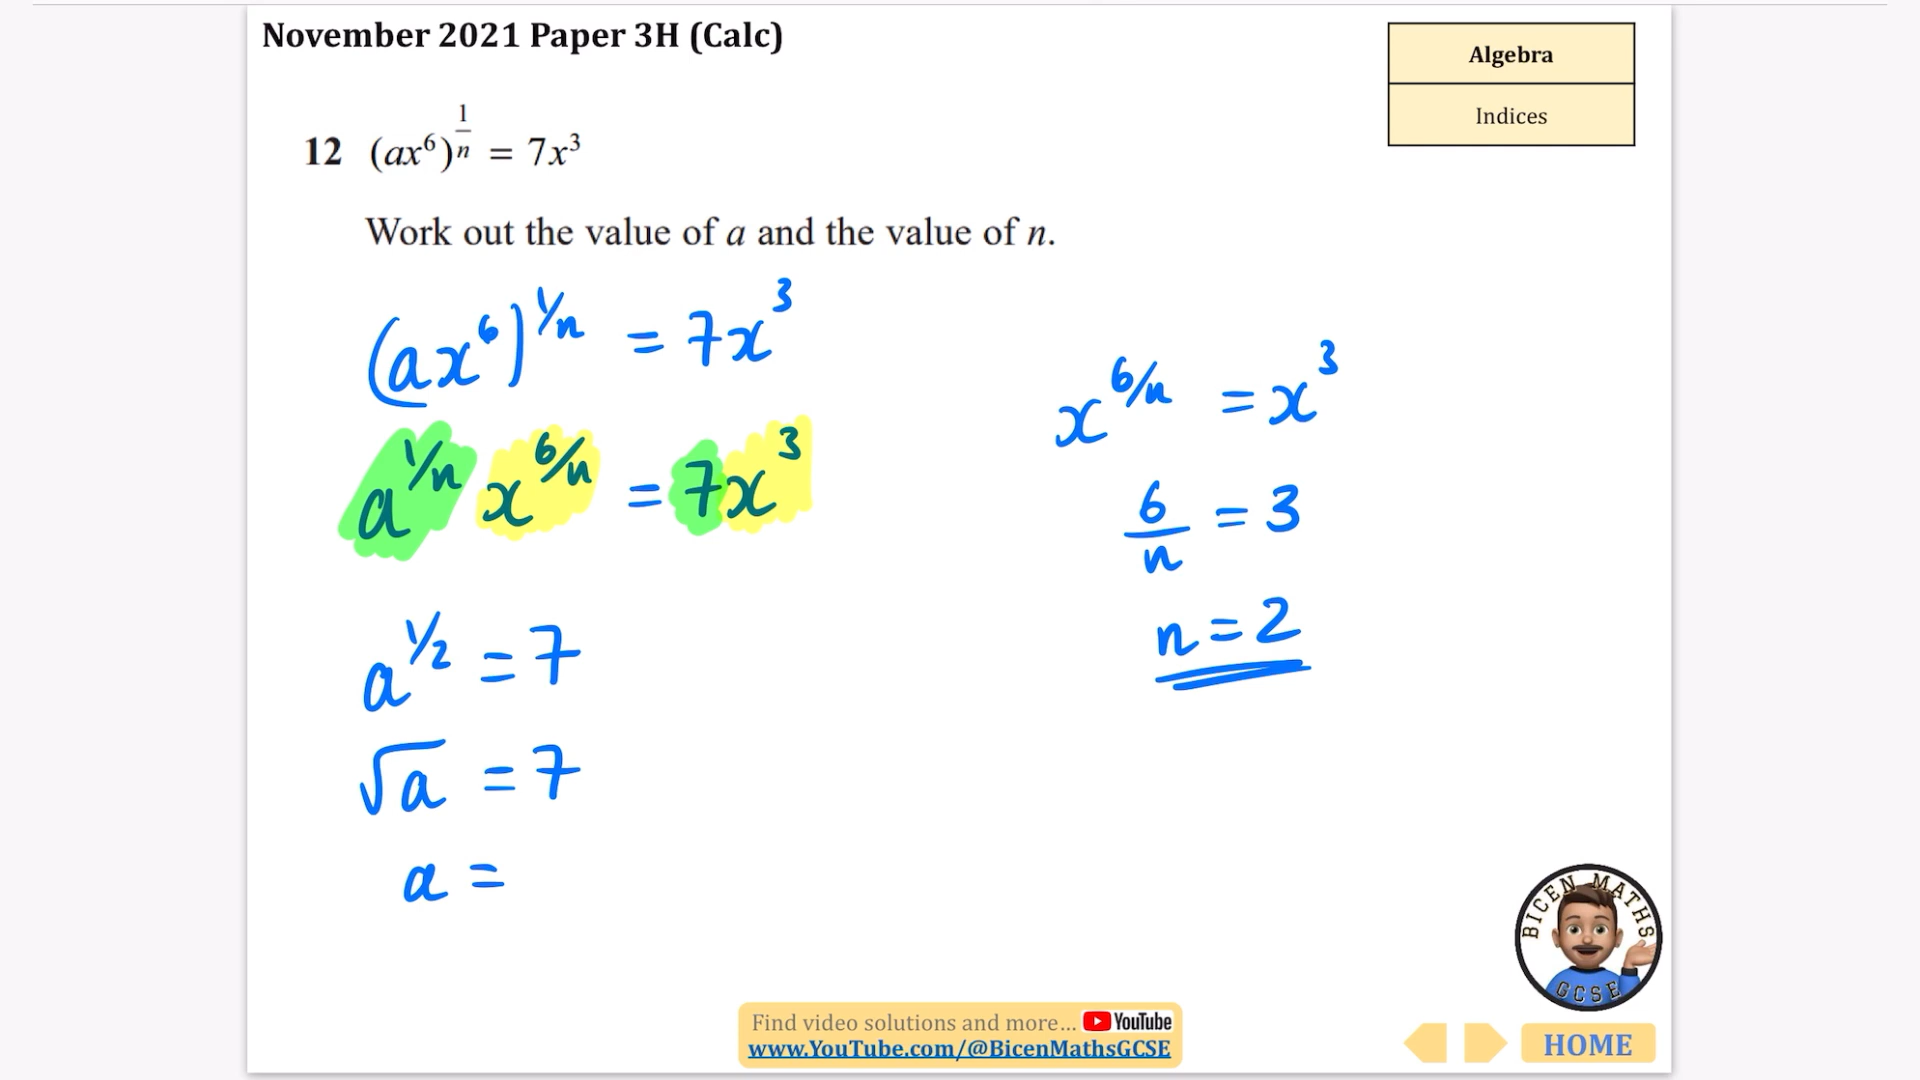 November 2021 Paper 3H (Calc)
Algebra
Indices
12 (ax⁶)^(1/n) = 7x³
Work out the value of a and the value of n.
(ax⁶)^(1/n) = 7x³
a^(1/n) x^(6/n) = 7x³
a^(1/2) = 7
√a = 7
a =
x^(6/n) = x³
6/n = 3
n = 2
BICEN MATHS
GCSE
Find video solutions and more... YouTube
www.YouTube.com/@BicenMathsGCSE
HOME